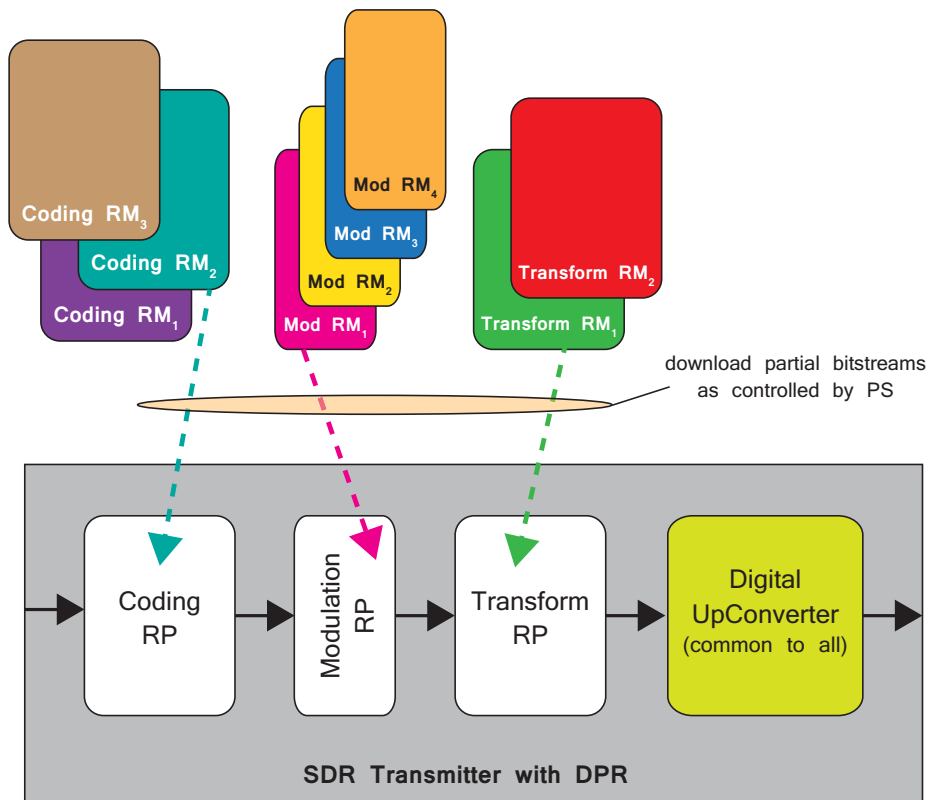 Coding RM₃
Coding RM₂
Coding RM₁
Mod RM₄
Mod RM₃
Mod RM₂
Mod RM₁
Transform RM₂
Transform RM₁
download partial bitstreams
as controlled by PS
Coding
RP
Modulation
RP
Transform
RP
Digital
UpConverter
(common to all)
SDR Transmitter with DPR